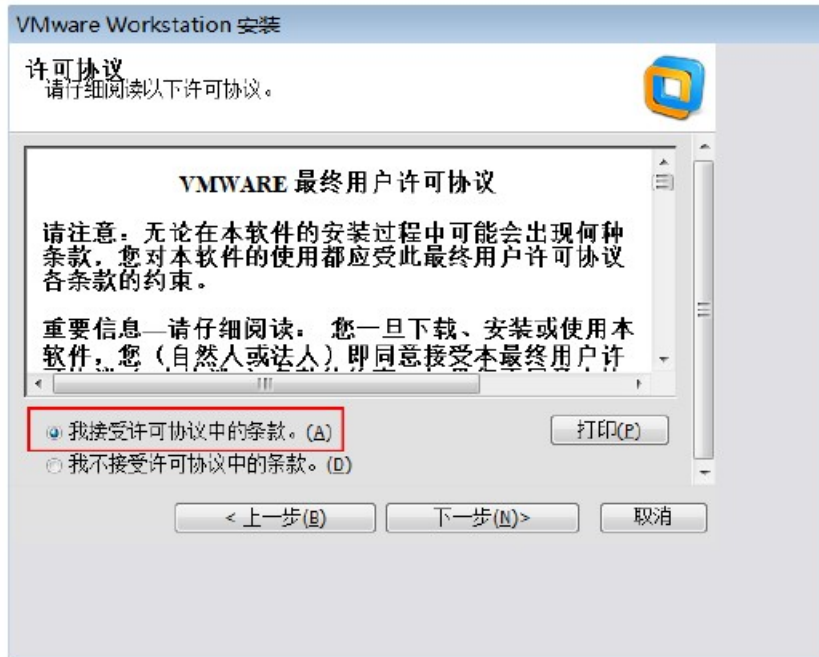 VMware Workstation 安装
许可协议
请仔细阅读以下许可协议。
VMWARE 最终用户许可协议
请注意：无论在本软件的安装过程中可能会出现何种
条款，您对本软件的使用都应受此最终用户许可协议
各条款的约束。
重要信息—请仔细阅读： 您一旦下载、安装或使用本
软件，您（自然人或法人）即同意接受本最终用户许
我接受许可协议中的条款。(A)
打印(P)
我不接受许可协议中的条款。(D)
< 上一步(B)
下一步(N)>
取消